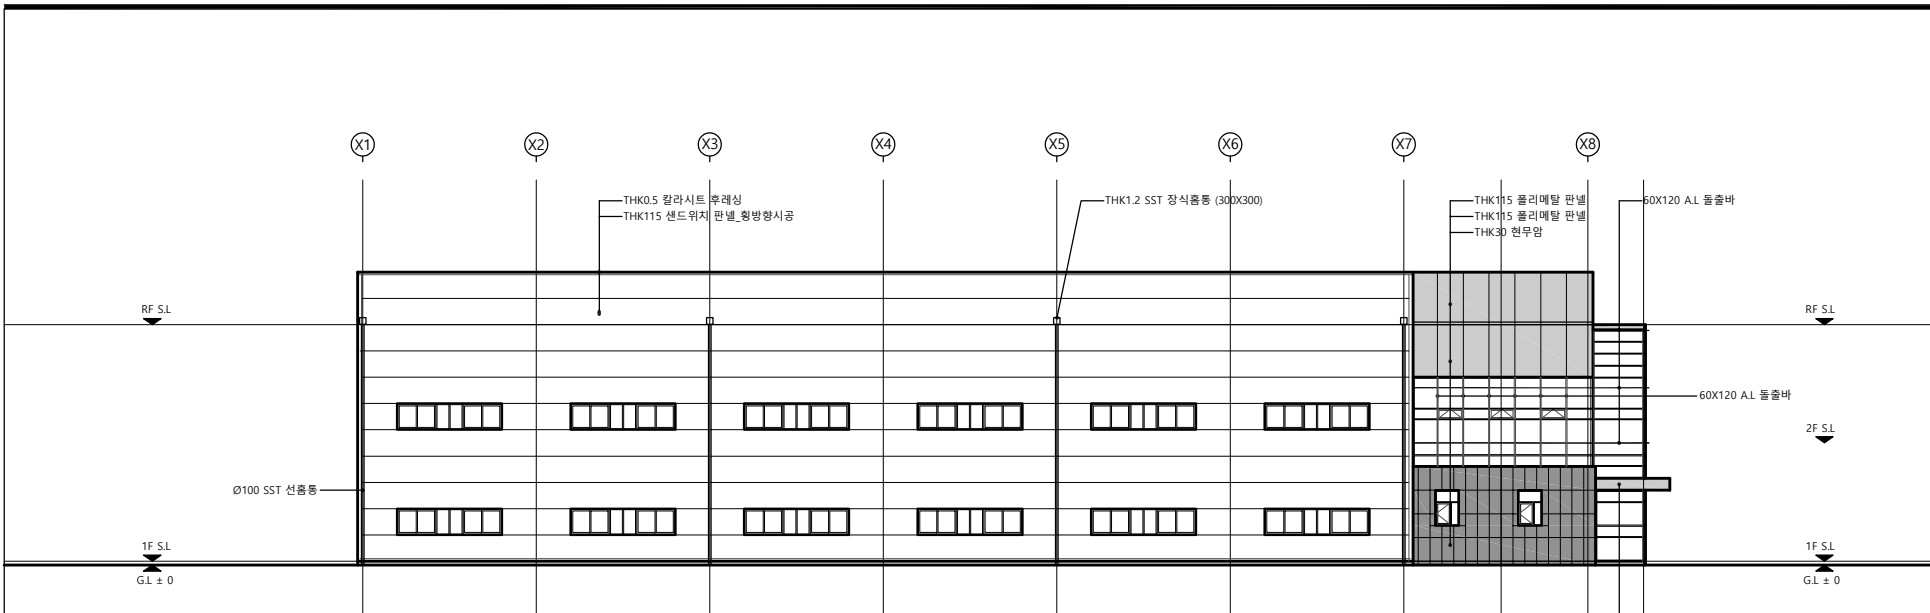 X1 X2 X3 X4 X5 X6 X7 X8
THK0.5 칼라시트 후레싱
THK115 샌드위치 판넬_횡방향시공
THK1.2 SST 장식홈통 (300X300)
THK115 폴리메탈 판넬
THK115 폴리메탈 판넬
THK30 현무암
60X120 A.L 돌출바
RF S.L
RF S.L
60X120 A.L 돌출바
2F S.L
Ø100 SST 선홈통
1F S.L
G.L ± 0
1F S.L
G.L ± 0